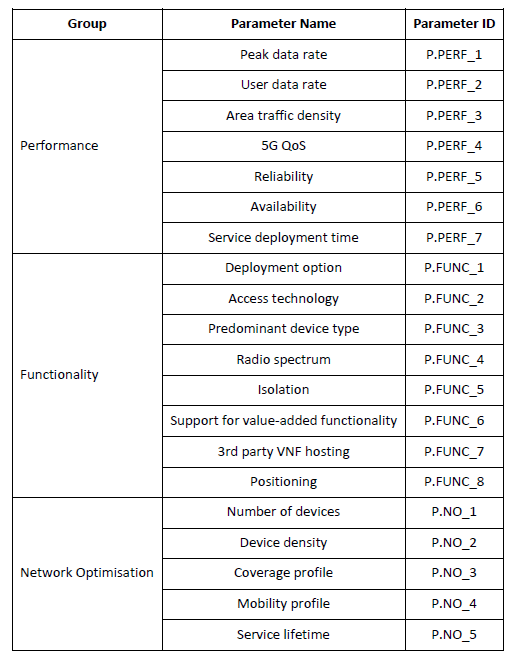 Group Parameter Name Parameter ID
Performance
Peak data rate P.PERF_1
User data rate P.PERF_2
Area traffic density P.PERF_3
5G QoS P.PERF_4
Reliability P.PERF_5
Availability P.PERF_6
Service deployment time P.PERF_7
Functionality
Deployment option P.FUNC_1
Access technology P.FUNC_2
Predominant device type P.FUNC_3
Radio spectrum P.FUNC_4
Isolation P.FUNC_5
Support for value-added functionality P.FUNC_6
3rd party VNF hosting P.FUNC_7
Positioning P.FUNC_8
Network Optimisation
Number of devices P.NO_1
Device density P.NO_2
Coverage profile P.NO_3
Mobility profile P.NO_4
Service lifetime P.NO_5